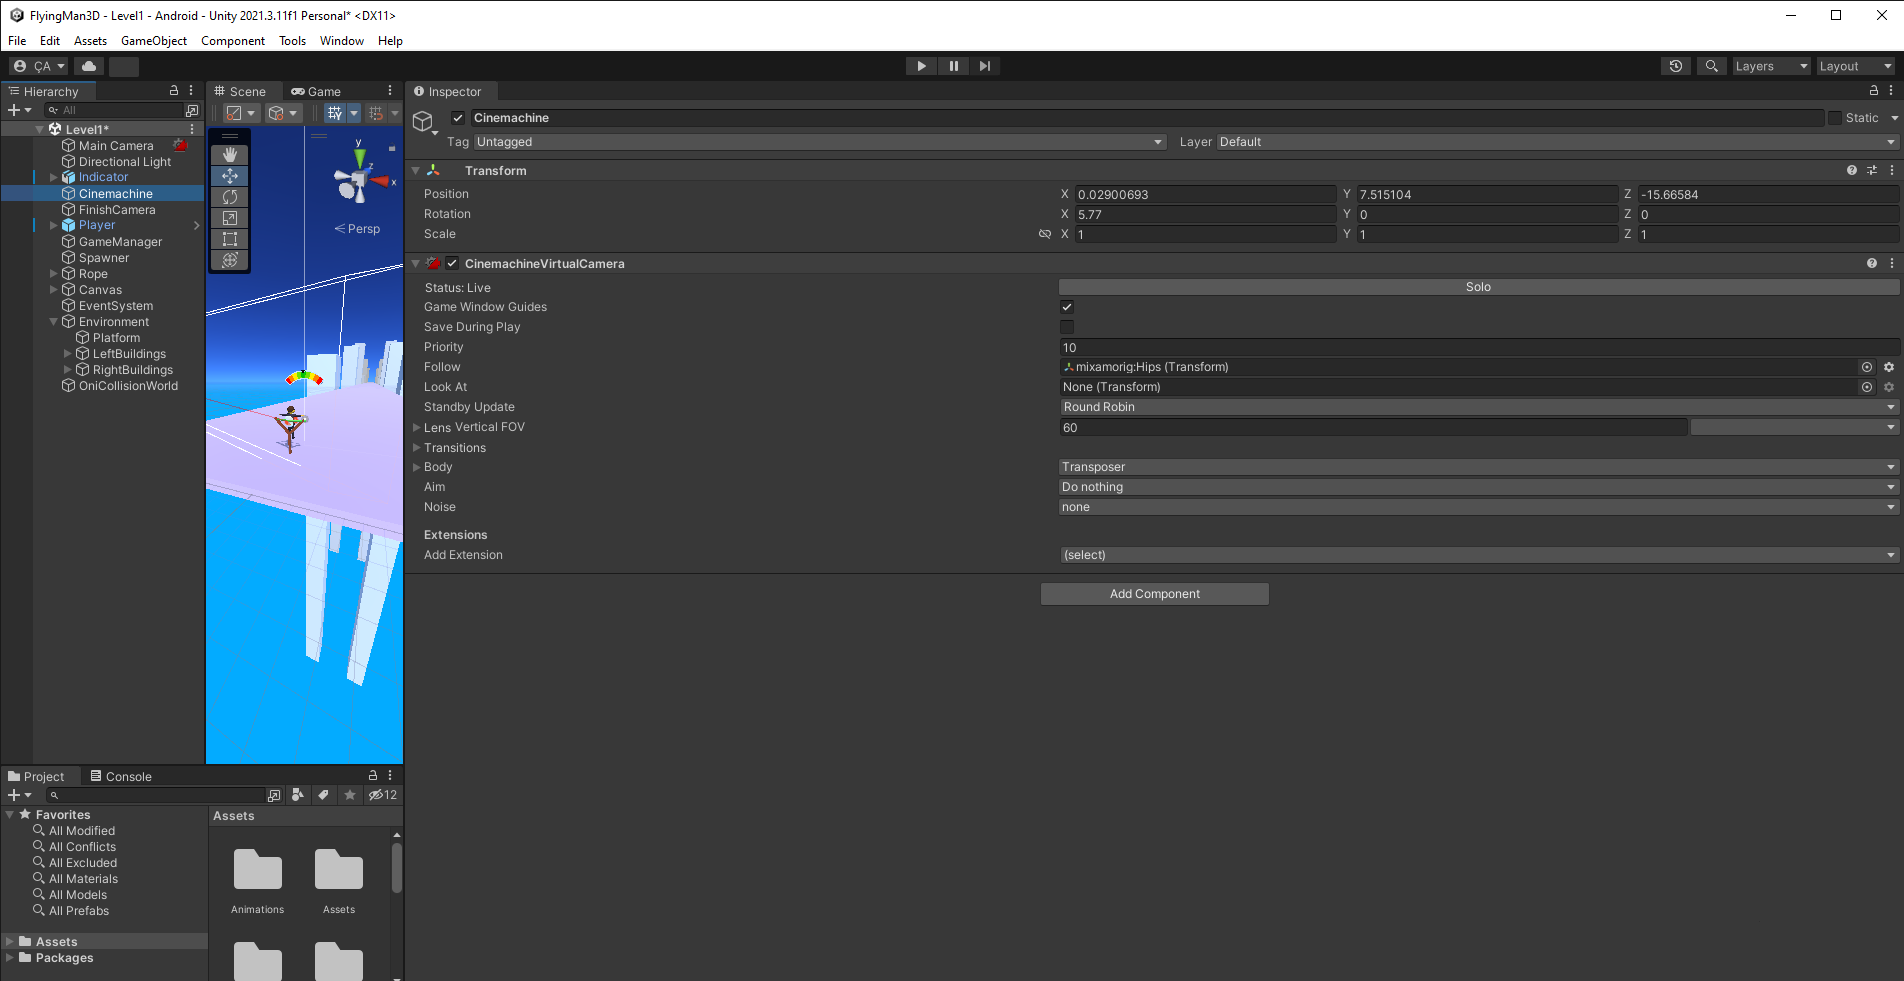 FlyingMan3D - Level1 - Android - Unity 2021.3.11f1 Personal* <DX11>
File Edit Assets GameObject Component Tools Window Help
ÇA
Layers
Layout
Hierarchy
All
Level1*
Main Camera
Directional Light
Indicator
Cinemachine
FinishCamera
Player
GameManager
Spawner
Rope
Canvas
EventSystem
Environment
Platform
LeftBuildings
RightBuildings
OniCollisionWorld
Scene
Game
Y
y
z
x
Persp
Inspector
Cinemachine
Static
Tag Untagged
Layer Default
Transform
Position X 0.02900693 Y 7.515104 Z -15.66584
Rotation X 5.77 Y 0 Z 0
Scale X 1 Y 1 Z 1
CinemachineVirtualCamera
Status: Live Solo
Game Window Guides
Save During Play
Priority 10
Follow mixamorig:Hips (Transform)
Look At None (Transform)
Standby Update Round Robin
Lens Vertical FOV 60
Transitions
Body Transposer
Aim Do nothing
Noise none
Extensions
Add Extension (select)
Add Component
Project
Console
12
Favorites
All Modified
All Conflicts
All Excluded
All Materials
All Models
All Prefabs
Assets
Packages
Assets
Animations
Assets